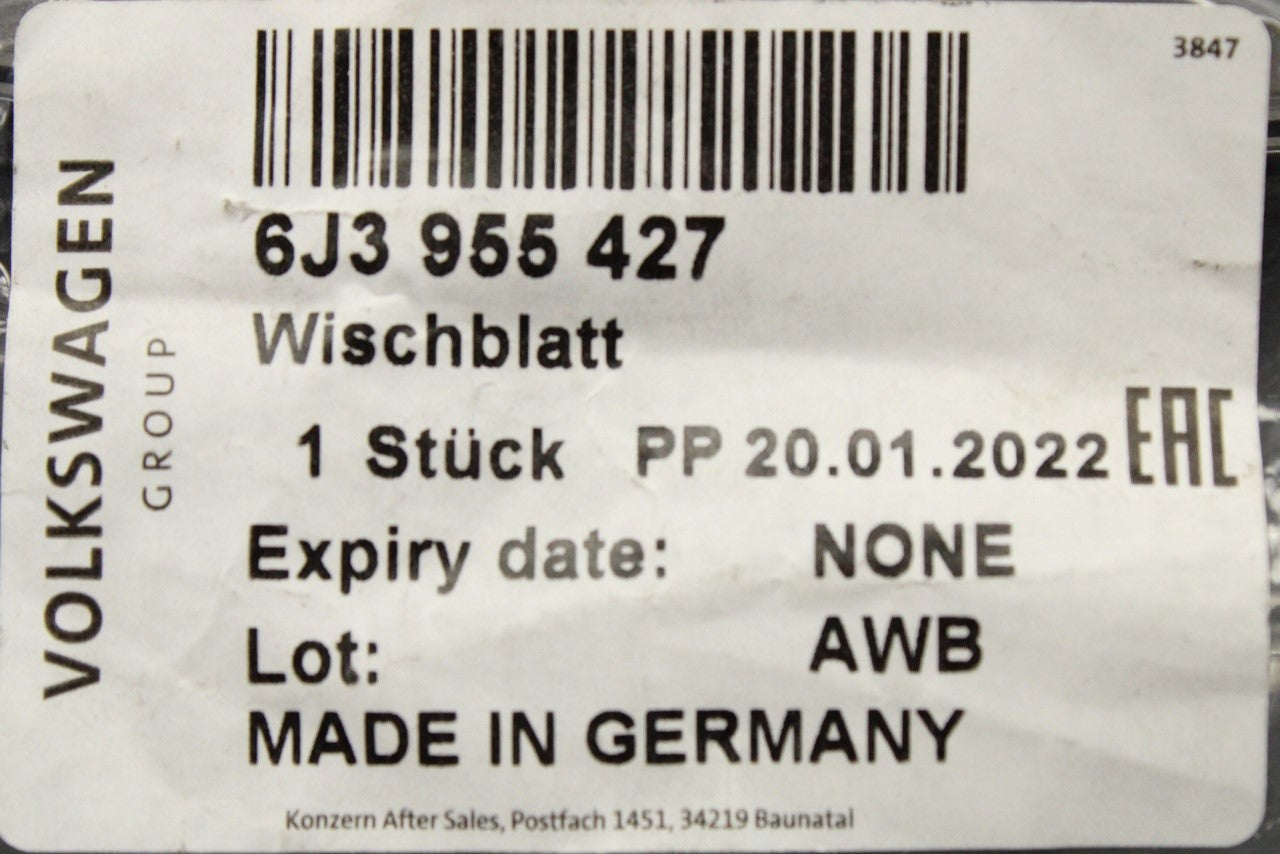 3847
VOLKSWAGEN
GROUP
6J3 955 427
Wischblatt
1 Stück PP 20.01.2022 EAC
Expiry date: NONE
Lot: AWB
MADE IN GERMANY
Konzern After Sales, Postfach 1451, 34219 Baunatal